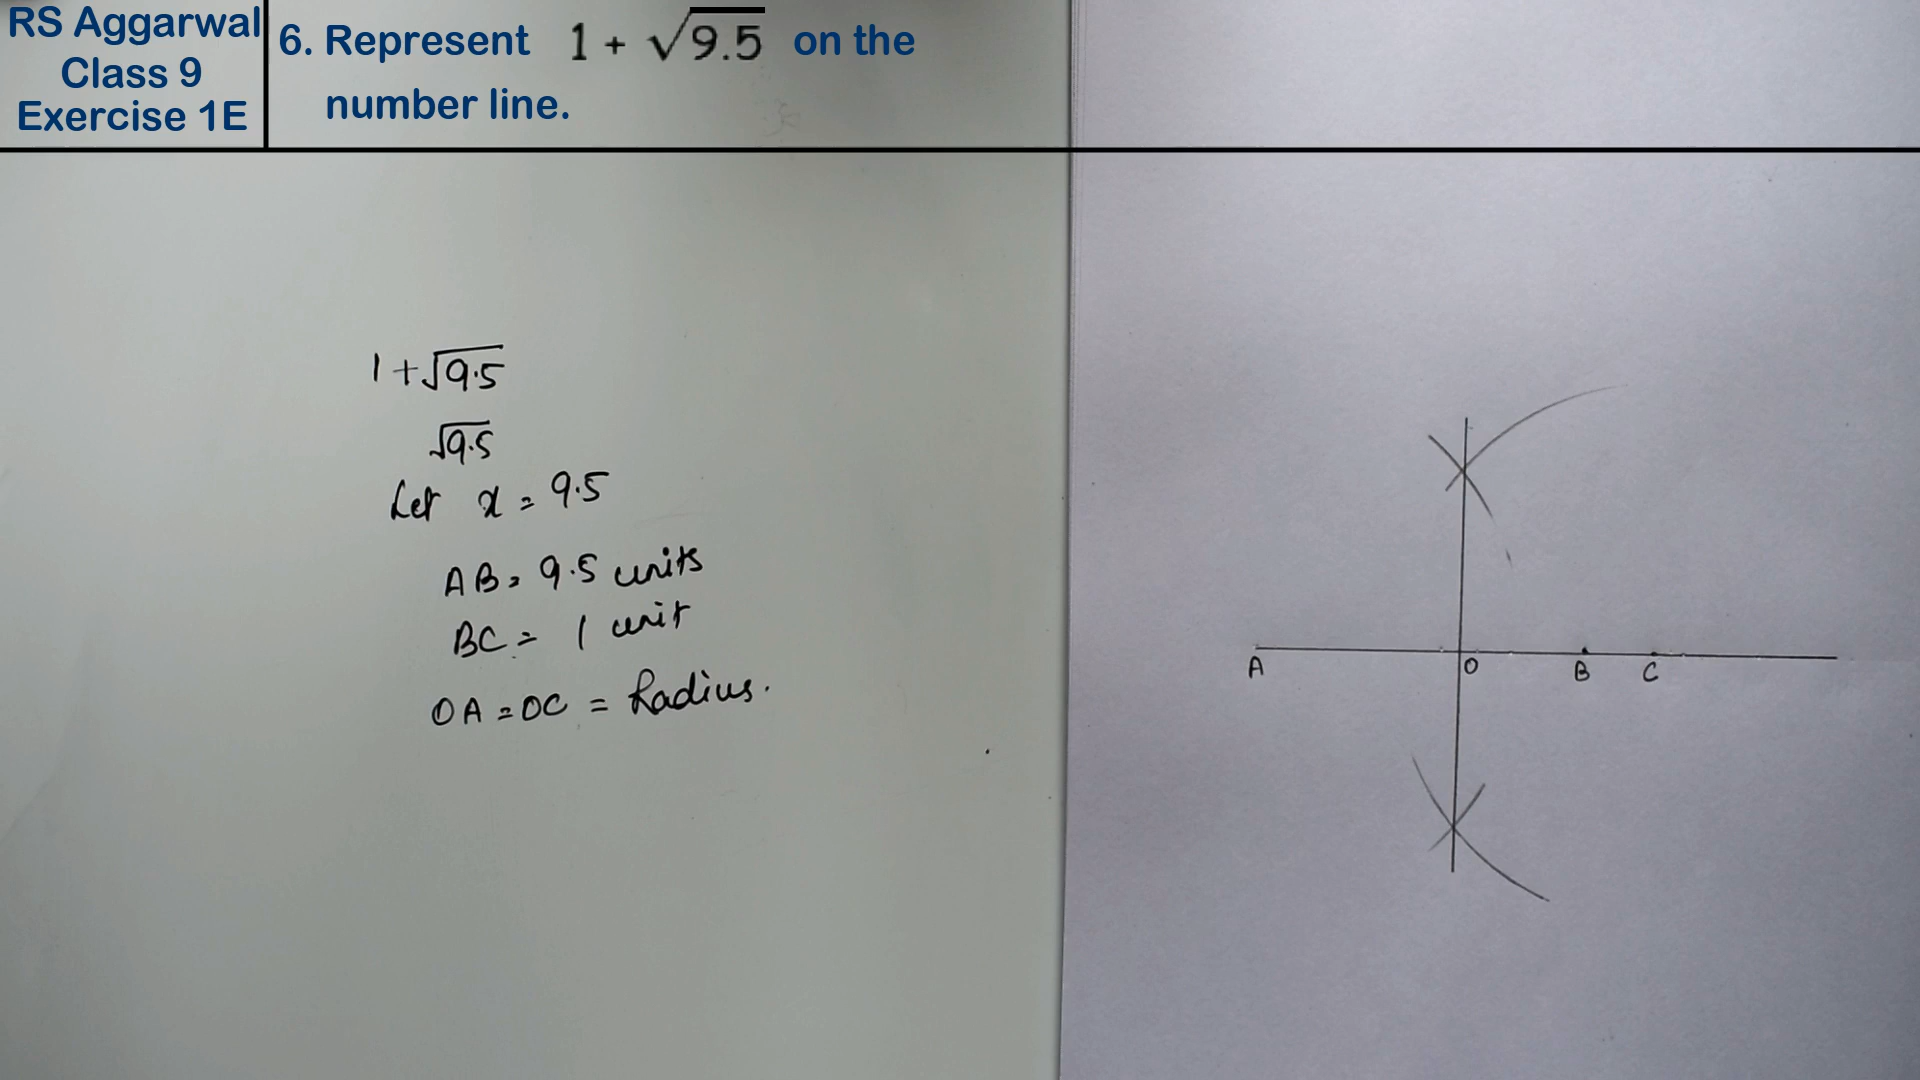 RS Aggarwal
Class 9
Exercise 1E
6. Represent 1 + √9.5 on the
number line.
1 + √9.5
√9.5
Let x = 9.5
AB = 9.5 units
BC = 1 unit
OA = OC = Radius.
A O B C